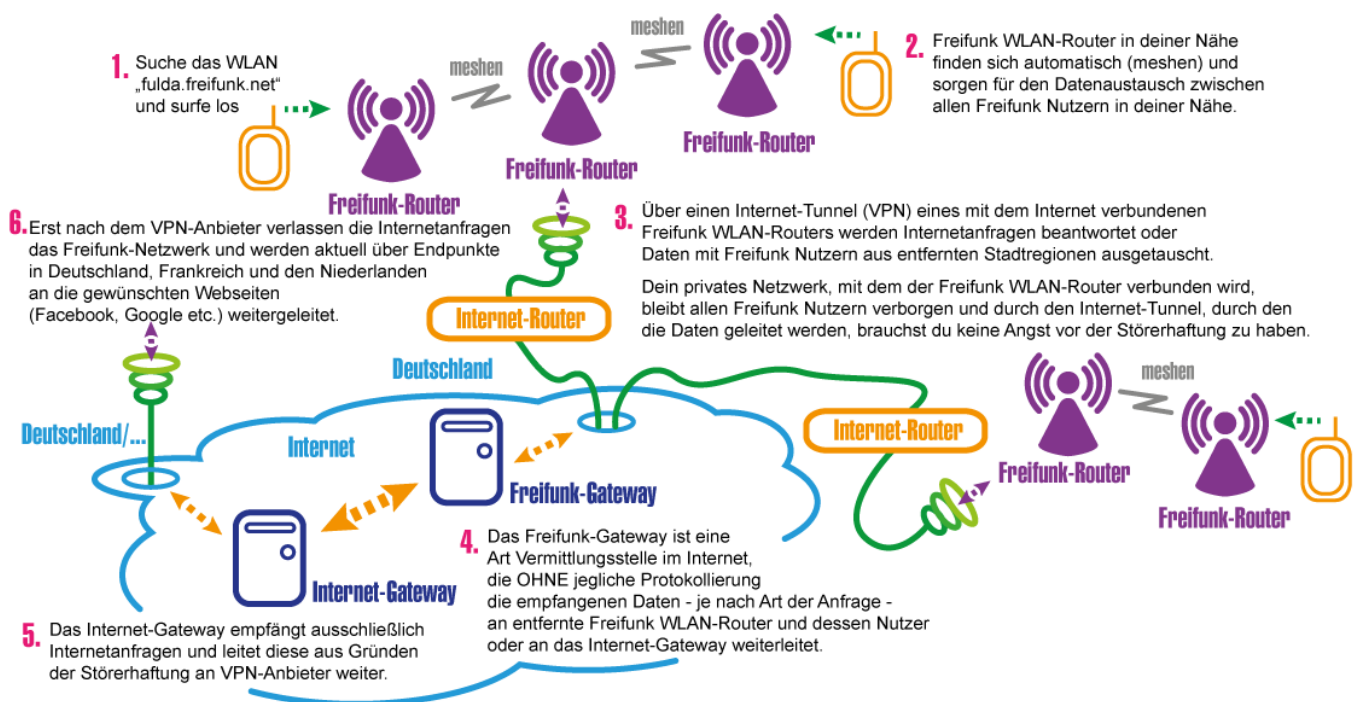 meshen
meshen
1. Suche das WLAN
„fulda.freifunk.net“
und surfe los
2. Freifunk WLAN-Router in deiner Nähe
finden sich automatisch (meshen) und
sorgen für den Datenaustausch zwischen
allen Freifunk Nutzern in deiner Nähe.
Freifunk-Router
Freifunk-Router
Freifunk-Router
3. Über einen Internet-Tunnel (VPN) eines mit dem Internet verbundenen
Freifunk WLAN-Routers werden Internetanfragen beantwortet oder
Daten mit Freifunk Nutzern aus entfernten Stadtregionen ausgetauscht.
Dein privates Netzwerk, mit dem der Freifunk WLAN-Router verbunden wird,
bleibt allen Freifunk Nutzern verborgen und durch den Internet-Tunnel, durch den
die Daten geleitet werden, brauchst du keine Angst vor der Störerhaftung zu haben.
6. Erst nach dem VPN-Anbieter verlassen die Internetanfragen
das Freifunk-Netzwerk und werden aktuell über Endpunkte
in Deutschland, Frankreich und den Niederlanden
an die gewünschten Webseiten
(Facebook, Google etc.) weitergeleitet.
Internet-Router
Deutschland
meshen
Deutschland/...
Internet
Internet-Router
Freifunk-Router
Freifunk-Router
Freifunk-Gateway
Internet-Gateway
4. Das Freifunk-Gateway ist eine
Art Vermittlungsstelle im Internet,
die OHNE jegliche Protokollierung
die empfangenen Daten - je nach Art der Anfrage -
an entfernte Freifunk WLAN-Router und dessen Nutzer
oder an das Internet-Gateway weiterleitet.
5. Das Internet-Gateway empfängt ausschließlich
Internetanfragen und leitet diese aus Gründen
der Störerhaftung an VPN-Anbieter weiter.